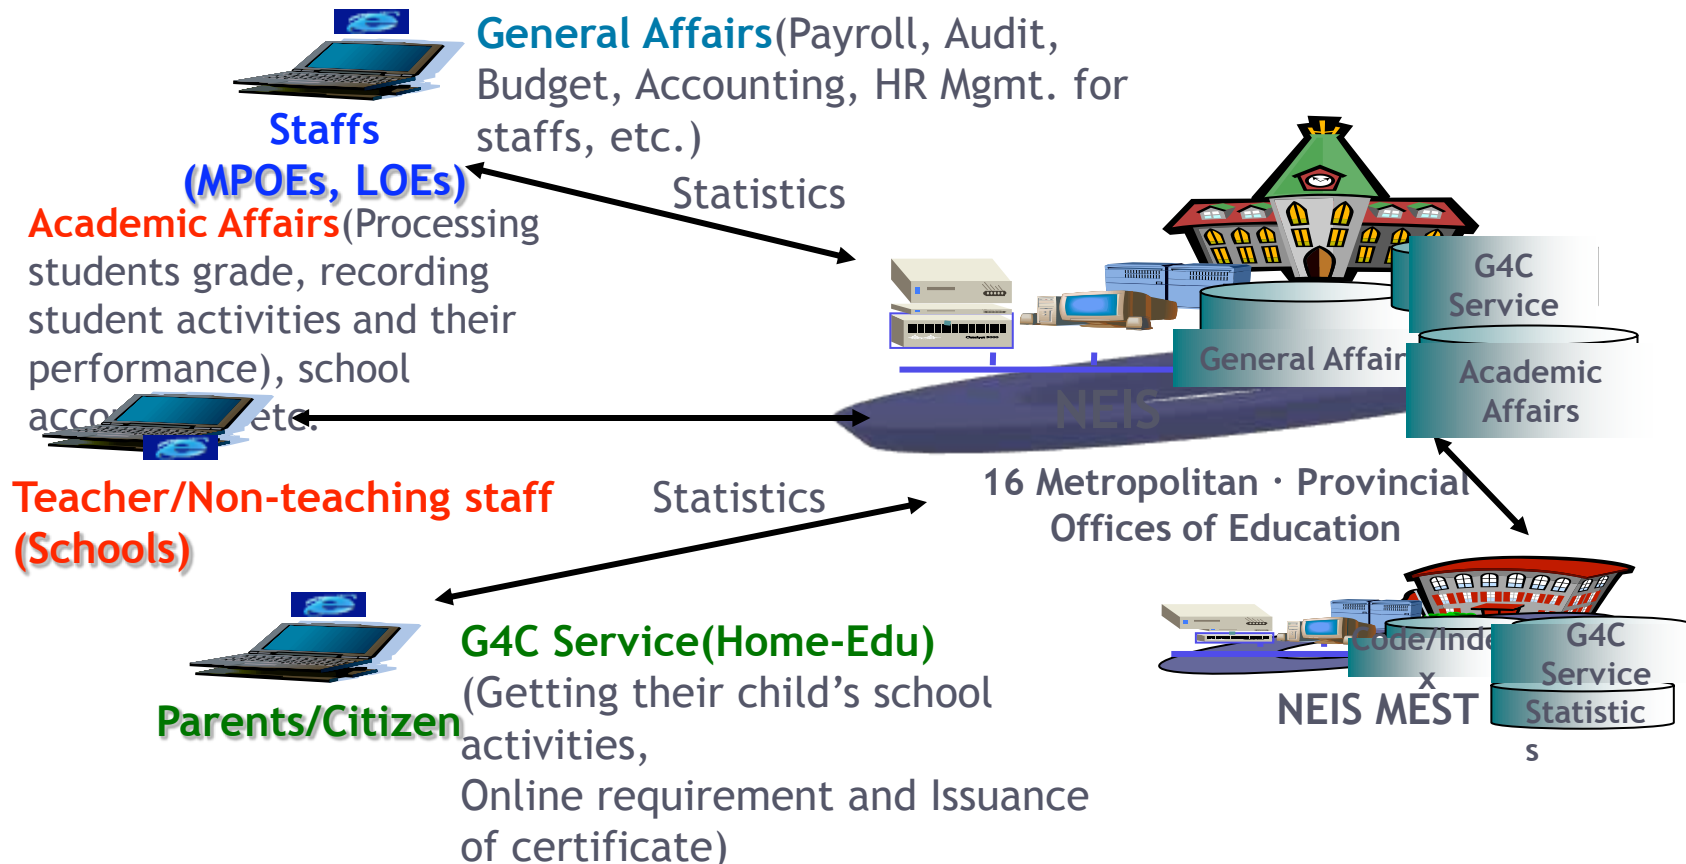 General Affairs(Payroll, Audit,
Budget, Accounting, HR Mgmt. for
staffs, etc.)
Staffs
(MPOEs, LOEs)
Statistics
Academic Affairs(Processing
students grade, recording
student activities and their
performance), school
etc.
Teacher/Non-teaching staff
(Schools)
Statistics
G4C
Service
General Affair
Academic
Affairs
NEIS
16 Metropolitan · Provincial
Offices of Education
Parents/Citizen
G4C Service(Home-Edu)
(Getting their child’s school
activities,
Online requirement and Issuance
of certificate)
Code/Inde
x
G4C
Service
NEIS MEST
Statistic
s